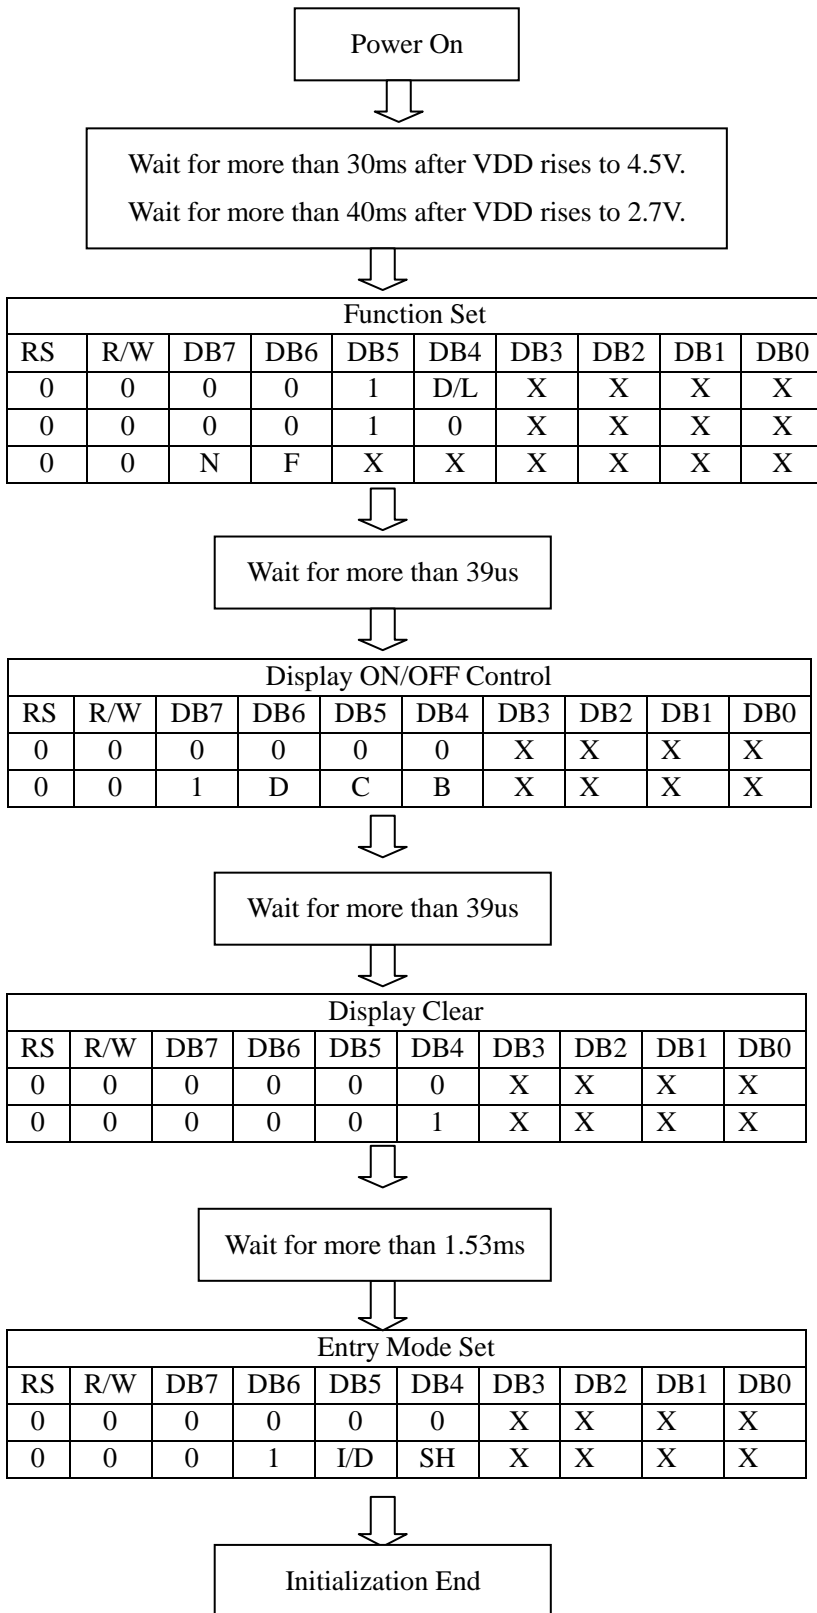 Power On
Wait for more than 30ms after VDD rises to 4.5V.
Wait for more than 40ms after VDD rises to 2.7V.
Function Set
RS R/W DB7 DB6 DB5 DB4 DB3 DB2 DB1 DB0
0 0 0 0 1 D/L X X X X
0 0 0 0 1 0 X X X X
0 0 N F X X X X X X
Wait for more than 39us
Display ON/OFF Control
RS R/W DB7 DB6 DB5 DB4 DB3 DB2 DB1 DB0
0 0 0 0 0 0 X X X X
0 0 1 D C B X X X X
Wait for more than 39us
Display Clear
RS R/W DB7 DB6 DB5 DB4 DB3 DB2 DB1 DB0
0 0 0 0 0 0 X X X X
0 0 0 0 0 1 X X X X
Wait for more than 1.53ms
Entry Mode Set
RS R/W DB7 DB6 DB5 DB4 DB3 DB2 DB1 DB0
0 0 0 0 0 0 X X X X
0 0 0 1 I/D SH X X X X
Initialization End